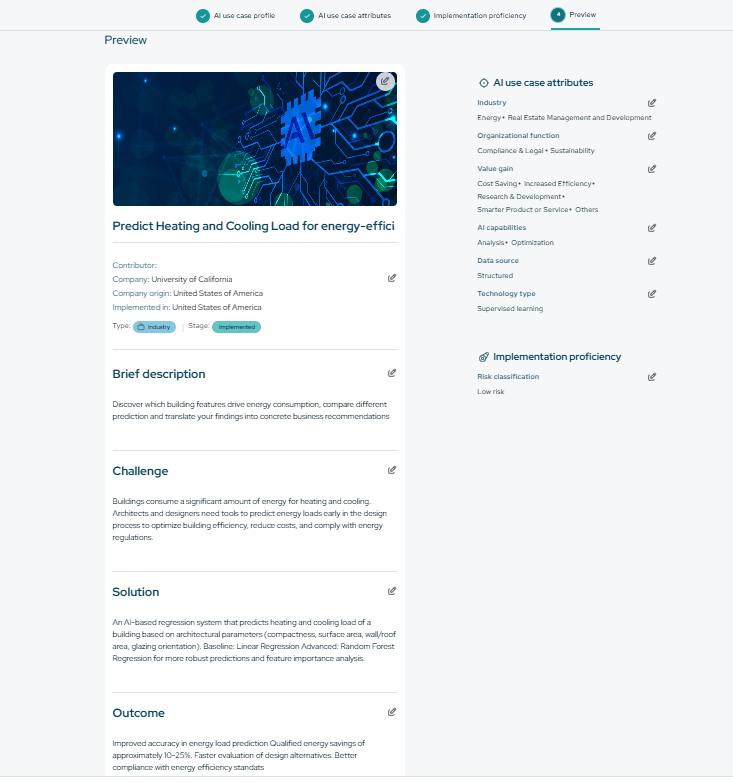 AI use case profile
AI use case attributes
Implementation proficiency
4 Preview
Preview
AI
Predict Heating and Cooling Load for energy-effici
Contributor:
Company: University of California
Company origin: United States of America
Implemented in: United States of America
Type: Industry | Stage: Implemented
Brief description
Discover which building features drive energy consumption, compare different
prediction and translate your findings into concrete business recommendations
Challenge
Buildings consume a significant amount of energy for heating and cooling.
Architects and designers need tools to predict energy loads early in the design
process to optimize building efficiency, reduce costs, and comply with energy
regulations.
Solution
An AI-based regression system that predicts heating and cooling load of a
building based on architectural parameters (compactness, surface area, wall/roof
area, glazing orientation). Baseline: Linear Regression Advanced: Random Forest
Regression for more robust predictions and feature importance analysis.
Outcome
Improved accuracy in energy load prediction Qualified energy savings of
approximately 10-25%. Faster evaluation of design alternatives. Better
compliance with energy efficiency standats
AI use case attributes
Industry
Energy• Real Estate Management and Development
Organizational function
Compliance & Legal• Sustainability
Value gain
Cost Saving• Increased Efficiency•
Research & Development•
Smarter Product or Service• Others
AI capabilities
Analysis• Optimization
Data source
Structured
Technology type
Supervised learning
Implementation proficiency
Risk classification
Low risk